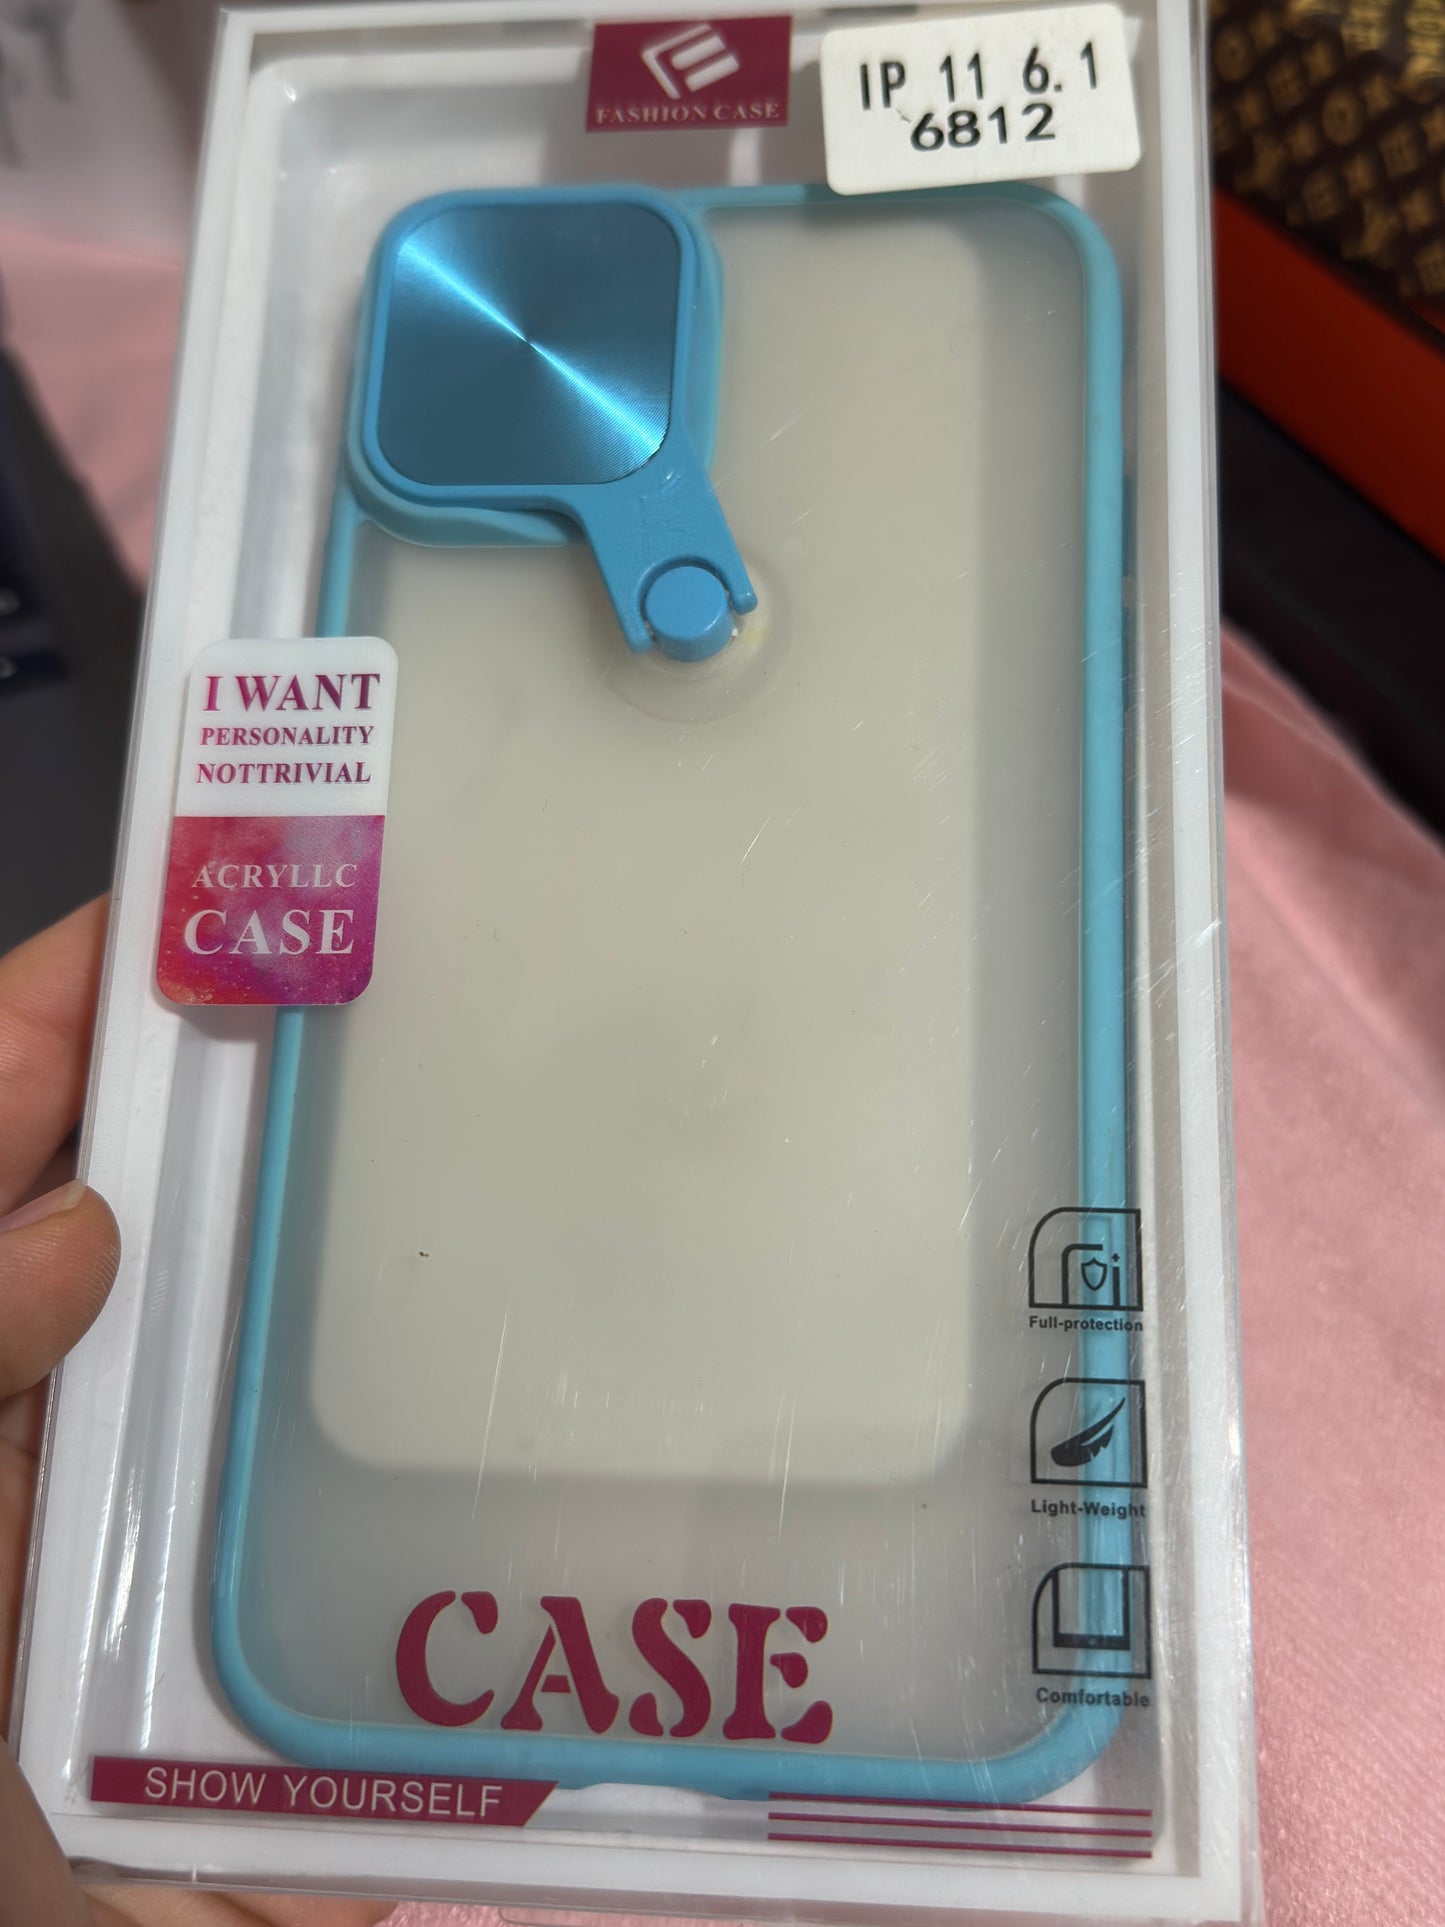 FASHION CASE
IP 11 6.1
6812
I WANT
PERSONALITY
NOTTRIVIAL
ACRYLLC
CASE
Full-protection
Light-Weight
Comfortable
CASE
SHOW YOURSELF